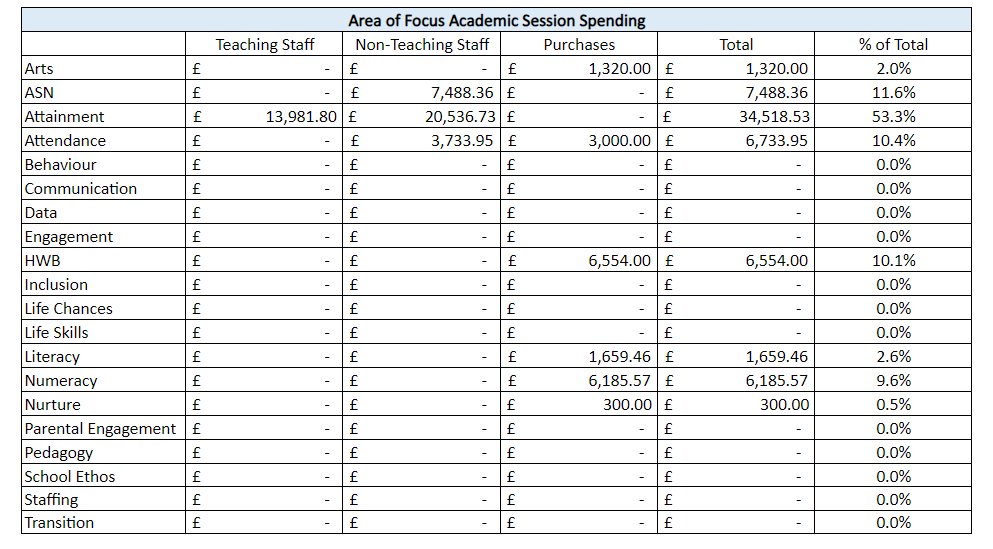 Area of Focus Academic Session Spending
Teaching Staff Non-Teaching Staff Purchases Total % of Total
Arts £ - £ - £ 1,320.00 £ 1,320.00 2.0%
ASN £ - £ 7,488.36 £ - £ 7,488.36 11.6%
Attainment £ 13,981.80 £ 20,536.73 £ - £ 34,518.53 53.3%
Attendance £ - £ 3,733.95 £ 3,000.00 £ 6,733.95 10.4%
Behaviour £ - £ - £ - £ - 0.0%
Communication £ - £ - £ - £ - 0.0%
Data £ - £ - £ - £ - 0.0%
Engagement £ - £ - £ - £ - 0.0%
HWB £ - £ - £ 6,554.00 £ 6,554.00 10.1%
Inclusion £ - £ - £ - £ - 0.0%
Life Chances £ - £ - £ - £ - 0.0%
Life Skills £ - £ - £ - £ - 0.0%
Literacy £ - £ - £ 1,659.46 £ 1,659.46 2.6%
Numeracy £ - £ - £ 6,185.57 £ 6,185.57 9.6%
Nurture £ - £ - £ 300.00 £ 300.00 0.5%
Parental Engagement £ - £ - £ - £ - 0.0%
Pedagogy £ - £ - £ - £ - 0.0%
School Ethos £ - £ - £ - £ - 0.0%
Staffing £ - £ - £ - £ - 0.0%
Transition £ - £ - £ - £ - 0.0%